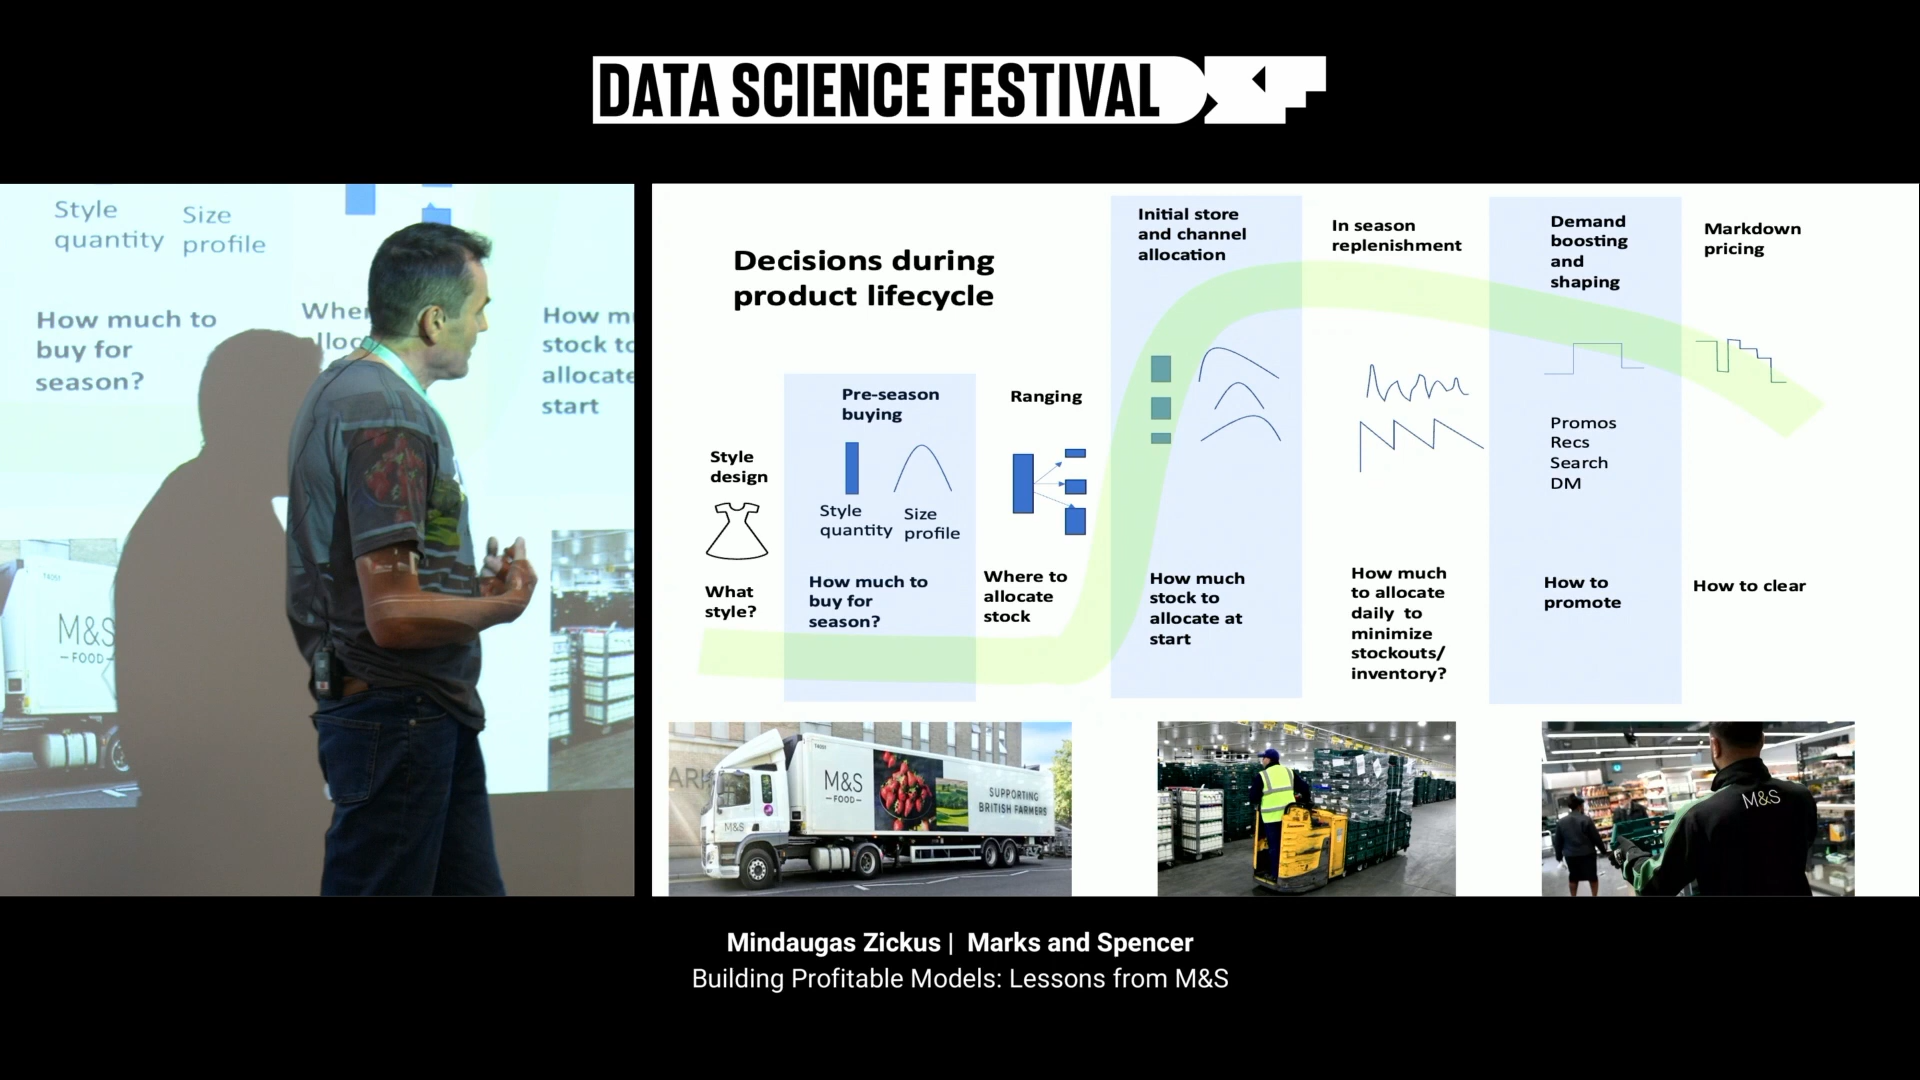 DATA SCIENCE FESTIVAL
Style
quantity
Size
profile
How much to
buy for
season?
How
stock to
allocate
start
M&S
FOOD
Decisions during
product lifecycle
Style
design
What
style?
Pre-season
buying
Style
quantity
Size
profile
How much to
buy for
season?
Ranging
Where to
allocate
stock
Initial store
and channel
allocation
How much
stock to
allocate at
start
In season
replenishment
How much
to allocate
daily to
minimize
stockouts/
inventory?
Demand
boosting
and
shaping
Promos
Recs
Search
DM
How to
promote
Markdown
pricing
How to clear
M&S
FOOD
SUPPORTING
BRITISH FARMERS
M&S
M&S
Mindaugas Zickus | Marks and Spencer
Building Profitable Models: Lessons from M&S